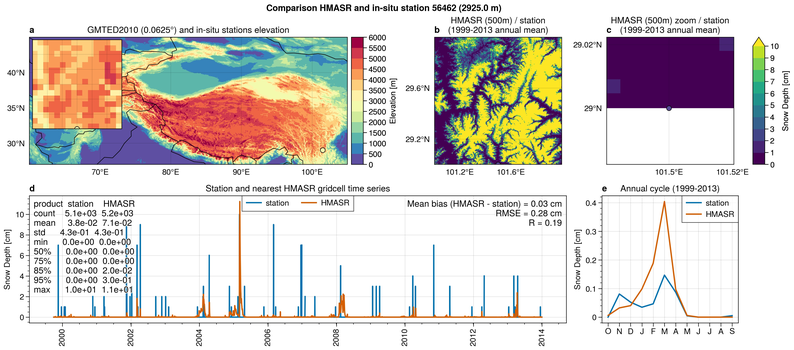 Comparison HMASR and in-situ station 56462 (2925.0 m)
a GMTED2010 (0.0625°) and in-situ stations elevation
40°N
35°N
30°N
70°E 80°E 90°E 100°E
6000
5500
5000
4500
4000
3500
3000
2500
2000
1500
1000
500
0
Elevation [m]
b HMASR (500m) / station
(1999-2013 annual mean)
29.6°N
29.2°N
101.2°E 101.6°E
c HMASR (500m) zoom / station
(1999-2013 annual mean)
29.02°N
29°N
101.5°E 101.52°E
10
9
8
7
6
5
4
3
2
1
0
Snow Depth [cm]
d Station and nearest HMASR gridcell time series
product station HMASR
count 5.1e+03 5.2e+03
mean 3.8e-02 7.1e-02
std 4.3e-01 4.3e-01
min 0.0e+00 0.0e+00
50% 0.0e+00 0.0e+00
75% 0.0e+00 0.0e+00
85% 0.0e+00 2.0e-02
95% 0.0e+00 3.0e-01
max 1.0e+01 1.1e+01
station
HMASR
Mean bias (HMASR - station) = 0.03 cm
RMSE = 0.28 cm
R = 0.19
Snow Depth [cm]
10
8
6
4
2
0
2000 2002 2004 2006 2008 2010 2012 2014
e Annual cycle (1999-2013)
station
HMASR
Snow Depth [cm]
0.4
0.3
0.2
0.1
0.0
O N D J F M A M J J A S